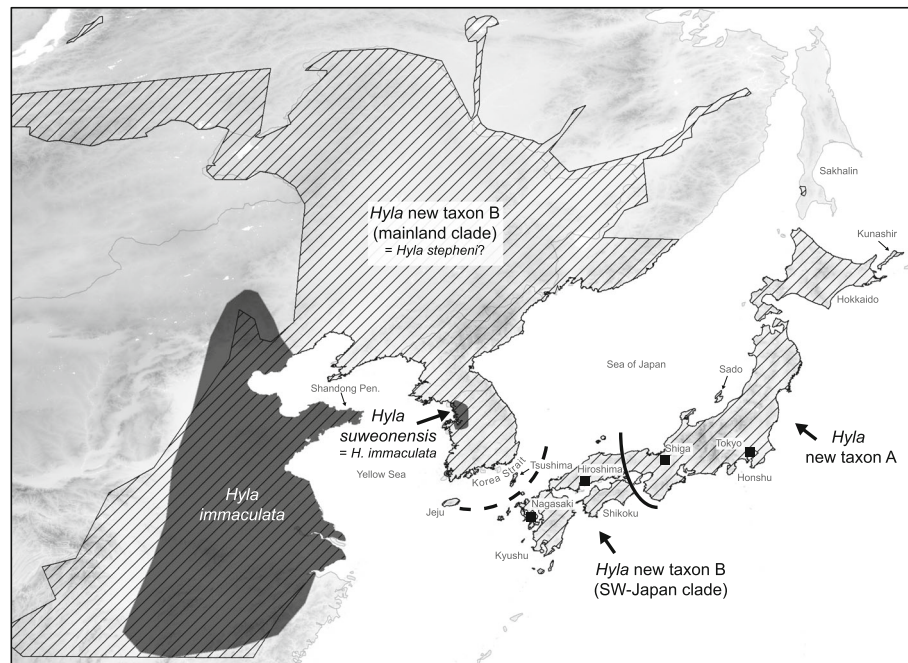 Hyla new taxon B
(mainland clade)
= Hyla stepheni?
Sakhalin
Kunashir
Hokkaido
Sea of Japan
Sado
Shandong Pen.
Hyla
suweonensis
= H. immaculata
Yellow Sea
Korea Strait
Tsushima
Hiroshima
Shiga
Tokyo
Honshu
Hyla
new taxon A
Hyla
immaculata
Jeju
Nagasaki
Shikoku
Kyushu
Hyla new taxon B
(SW-Japan clade)